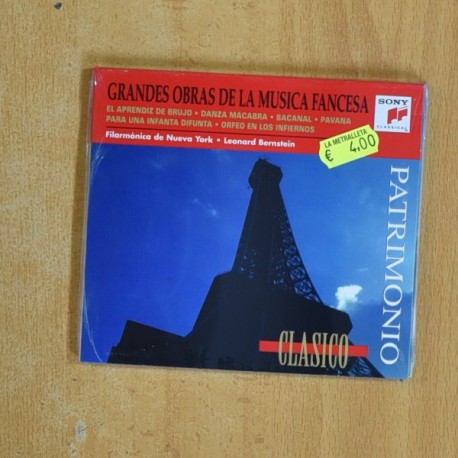 GRANDES OBRAS DE LA MUSICA FANCESA
EL APRENDIZ DE BRUJO • DANZA MACABRA • BACANAL • PAVANA
PARA UNA INFANTA DIFUNTA • ORFEO EN LOS INFIERNOS
Filarmónica de Nueva York • Leonard Bernstein
SONY
CLASSICAL
LA METRALLETA
€ 4,00
PATRIMONIO
CLASICO